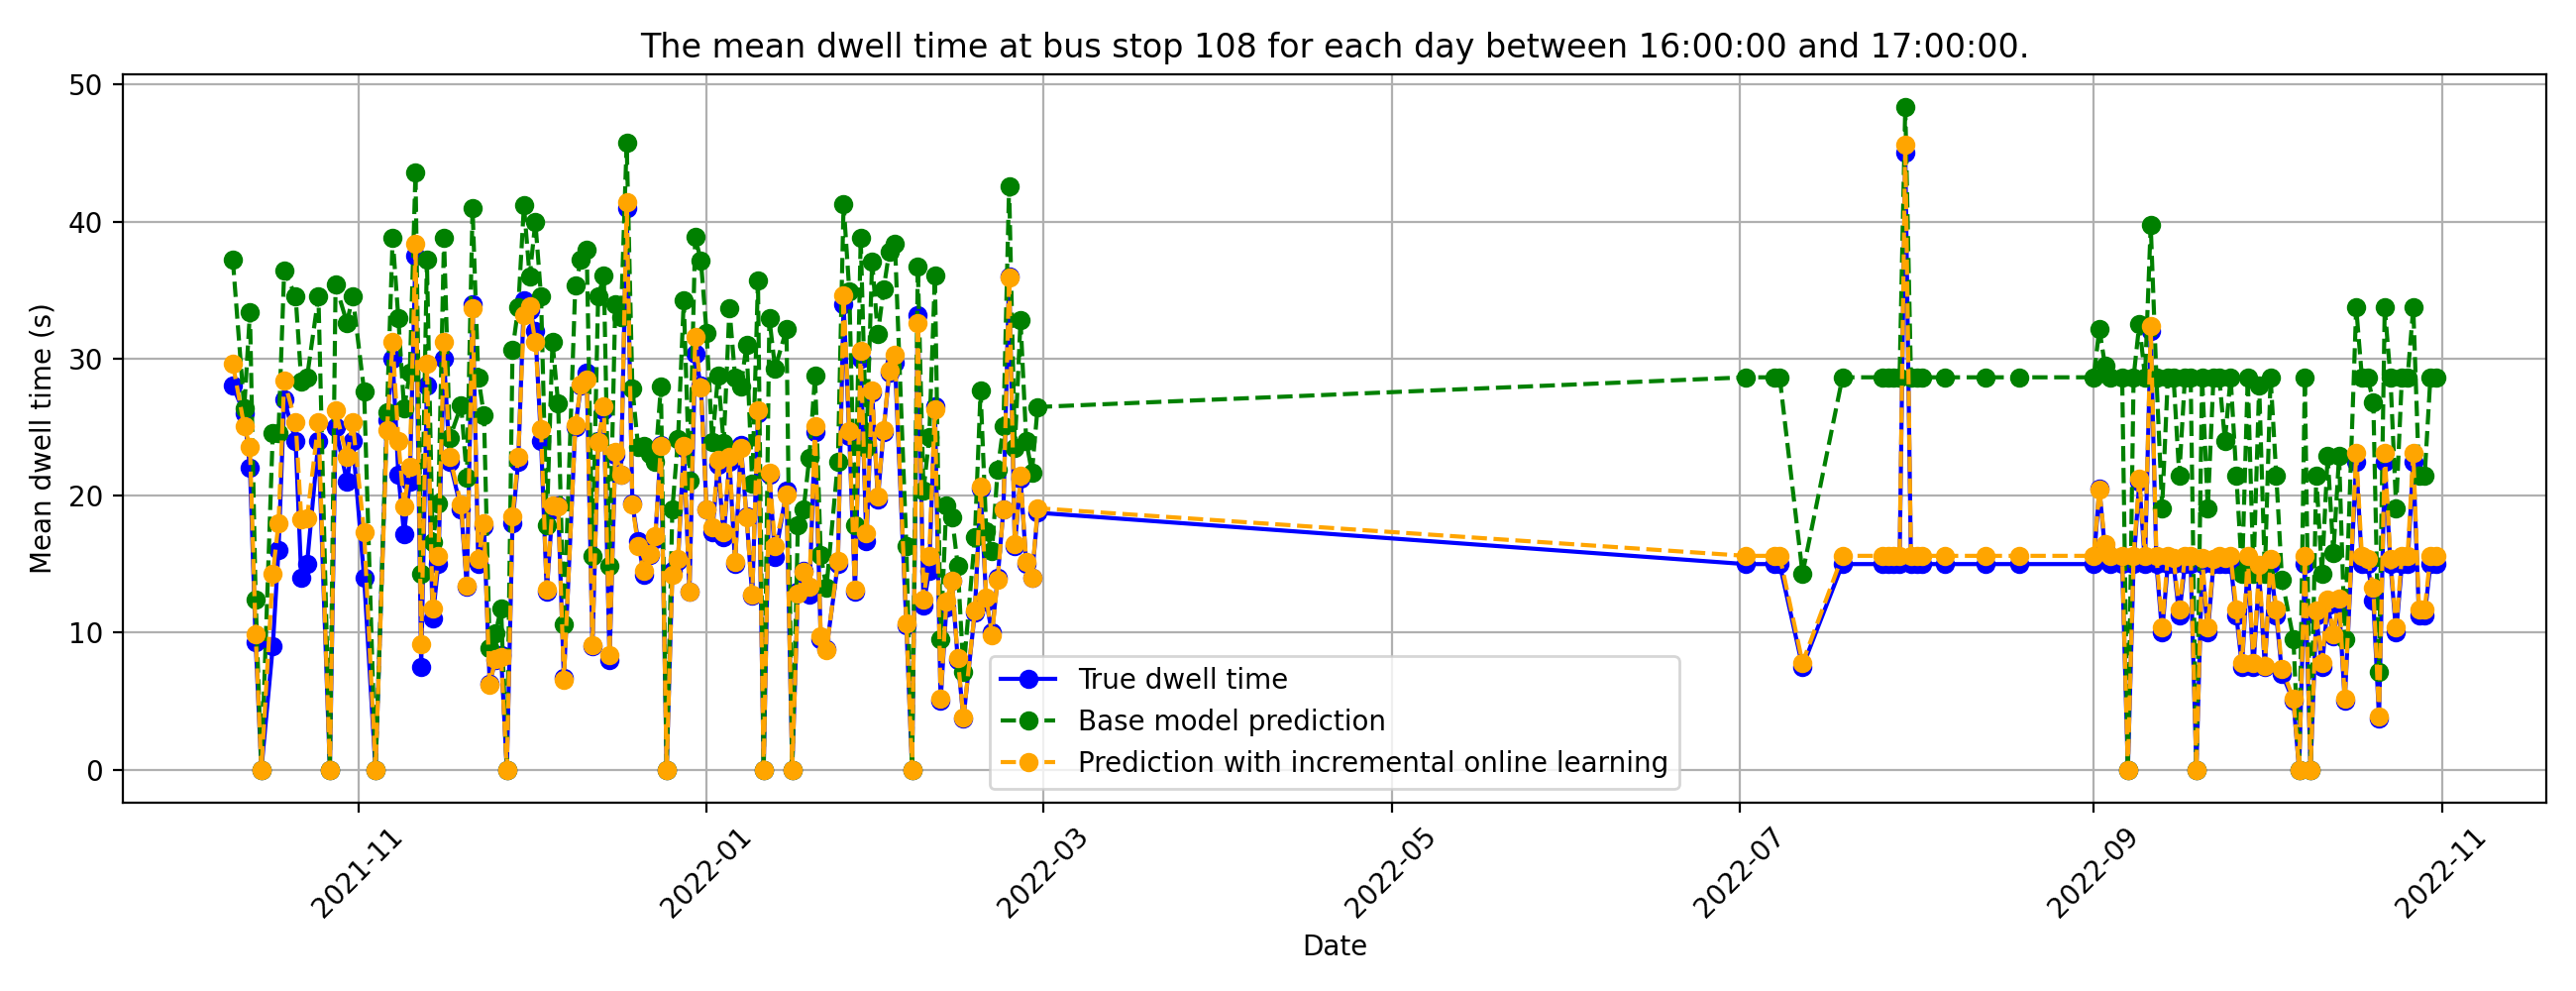 The mean dwell time at bus stop 108 for each day between 16:00:00 and 17:00:00.
Mean dwell time (s)
50
40
30
20
10
0
True dwell time
Base model prediction
Prediction with incremental online learning
2021-11
2022-01
2022-03
2022-05
2022-07
2022-09
2022-11
Date